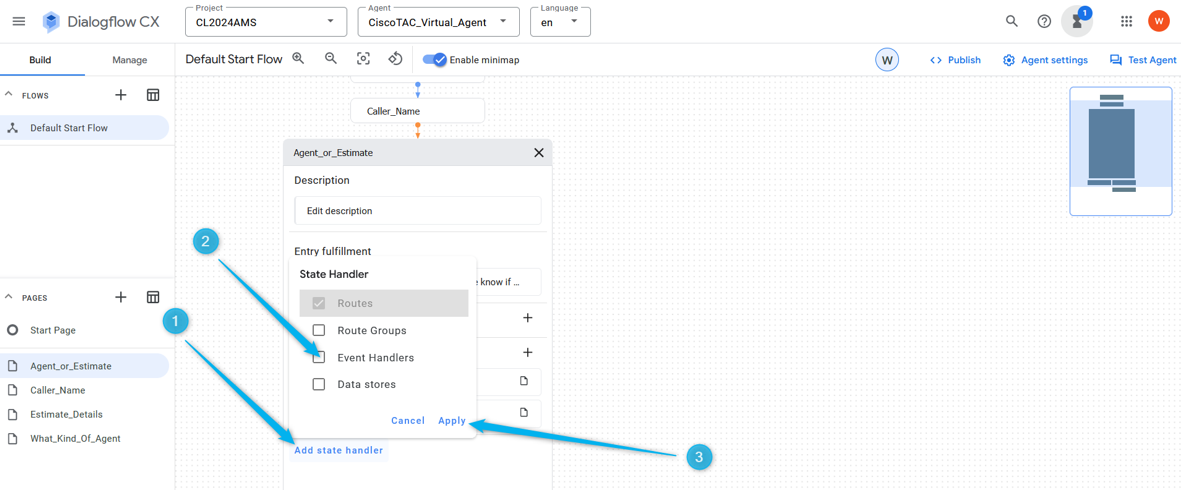 Dialogflow CX
Project
CL2024AMS
Agent
CiscoTAC_Virtual_Agent
Language
en
1
W
Build
Manage
Default Start Flow
Enable minimap
W
Publish
Agent settings
Test Agent
FLOWS
Default Start Flow
Caller_Name
Agent_or_Estimate
Description
Edit description
Entry fulfillment
e know if ...
2
State Handler
Routes
Route Groups
Event Handlers
Data stores
Cancel
Apply
Add state handler
PAGES
1
Start Page
Agent_or_Estimate
Caller_Name
Estimate_Details
What_Kind_Of_Agent
3